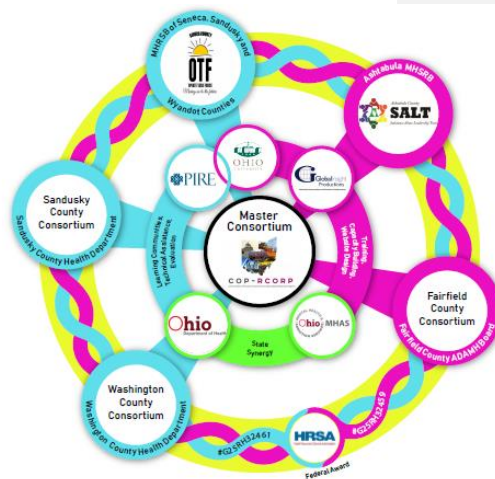 MHRSB of Seneca, Sandusky and
Wyandot Counties
OTF
Ashtabula MHSRB
SALT
OHIO
UNIVERSITY
PIRE
GlobalInsight
Productions
Sandusky
County
Consortium
Sandusky County Health Department
Master
Consortium
COP-RCORP
Learning Communities,
Technical Assistance,
Evaluation
Training,
Capacity Building,
Website Design
Fairfield
County
Consortium
Fairfield County ADAMH Board
Ohio
Department of Health
Ohio MHAS
State
Synergy
Washington
County
Consortium
Washington County Health Department
#G25RH32461
HRSA
#G25RH32459
Federal Award